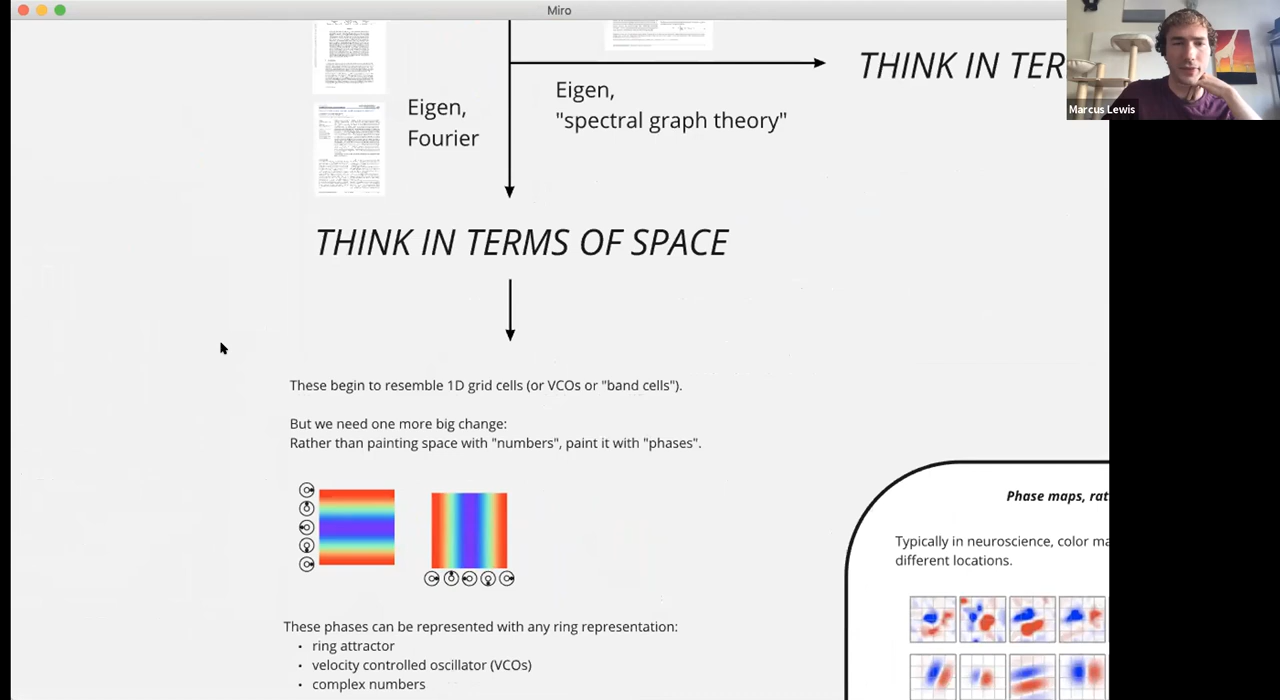 Miro
THINK IN TER
Marcus Lewis
Eigen,
Fourier
Eigen,
"spectral graph theory"
THINK IN TERMS OF SPACE
These begin to resemble 1D grid cells (or VCOs or "band cells").
But we need one more big change:
Rather than painting space with "numbers", paint it with "phases".
These phases can be represented with any ring representation:
• ring attractor
• velocity controlled oscillator (VCOs)
• complex numbers
Phase maps, rat
Typically in neuroscience, color ma
different locations.